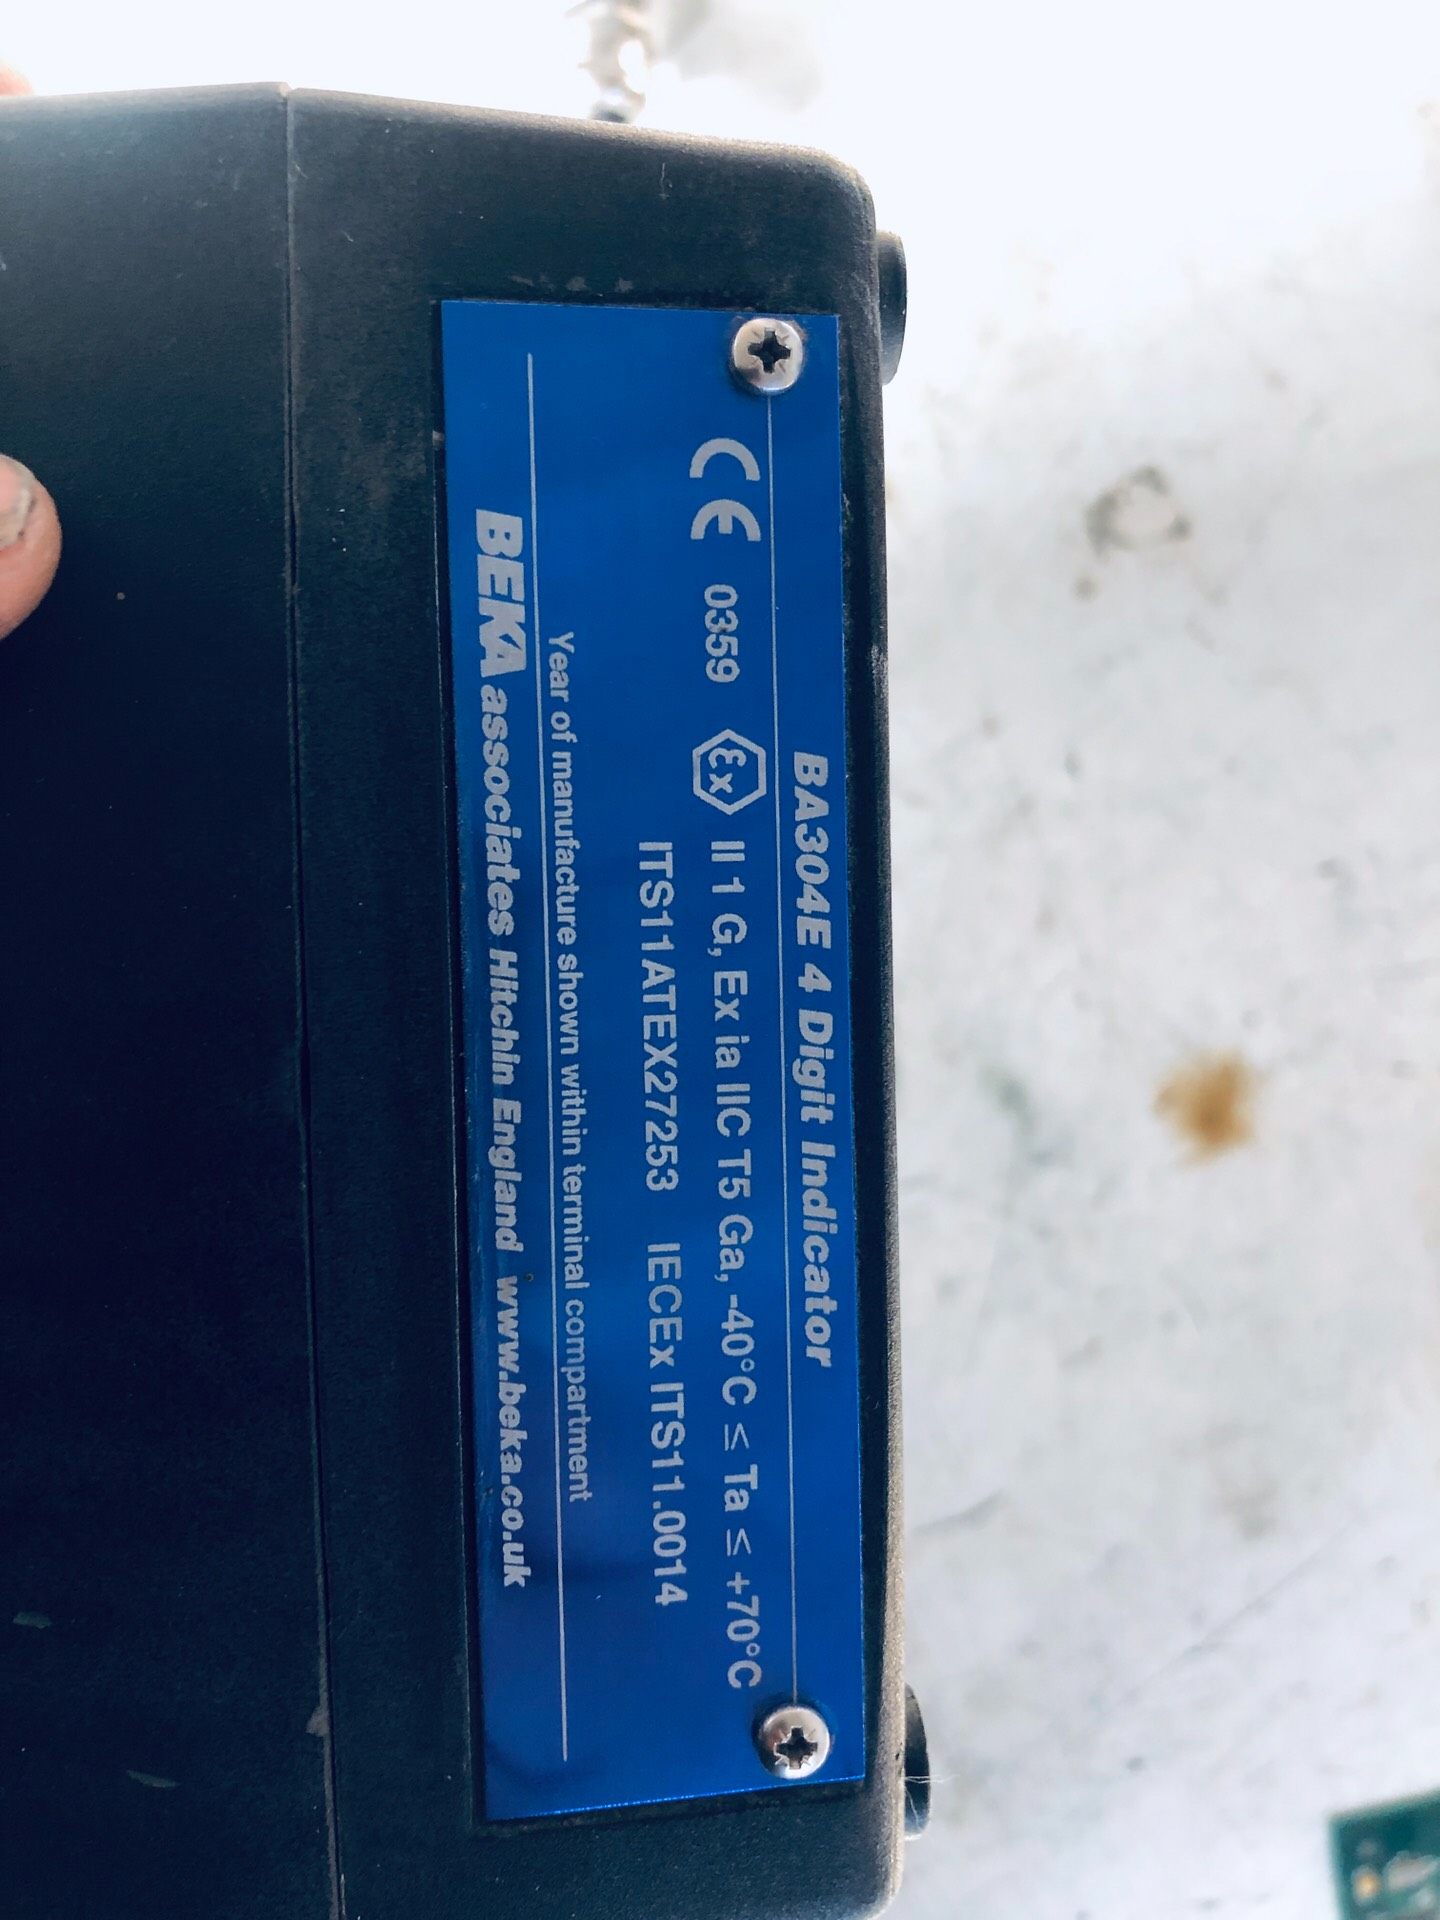 BA304E 4 Digit Indicator
CE 0359 Ex II 1 G, Ex ia IIC T5 Ga, -40°C ≤ Ta ≤ +70°C
ITS11ATEX27253 IECEx ITS11.0014
Year of manufacture shown within terminal compartment
BEKA associates Hitchin England www.beka.co.uk